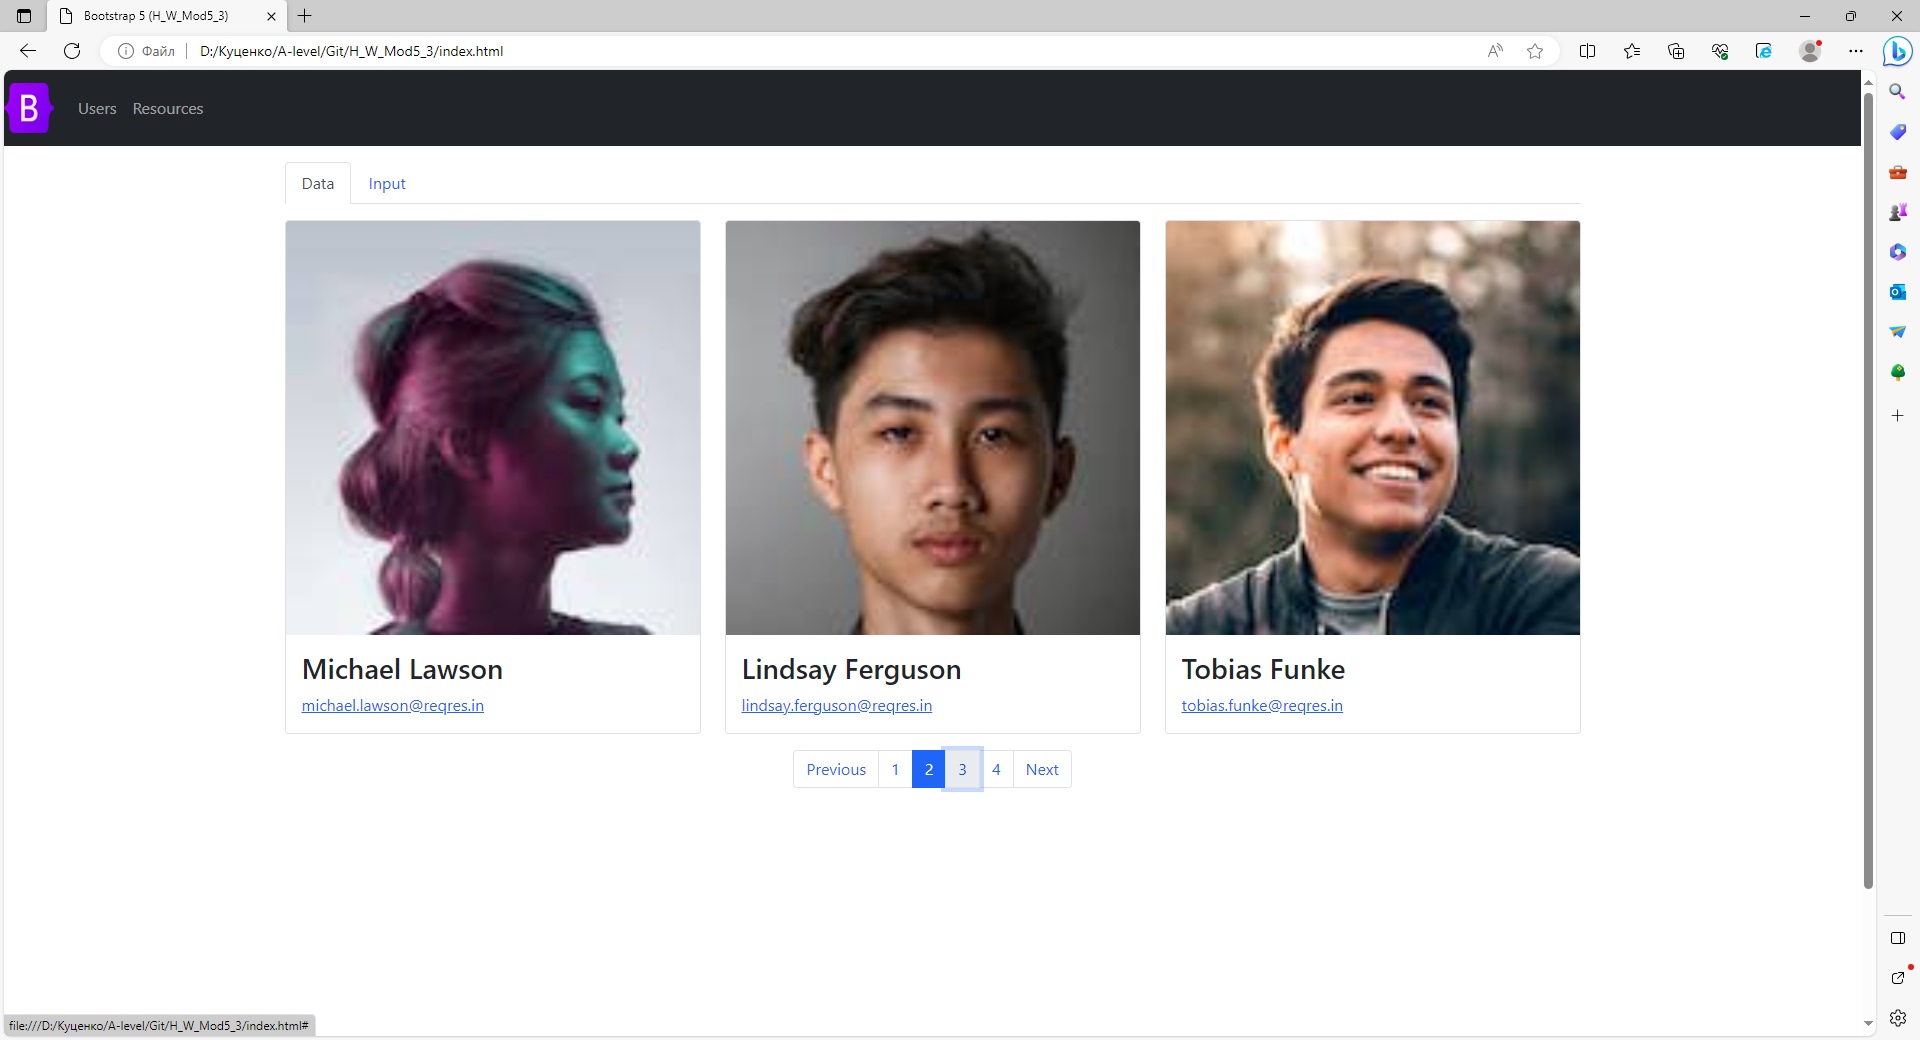 Bootstrap 5 (H_W_Mod5_3)
Файл D:/Куценко/A-level/Git/H_W_Mod5_3/index.html
B Users Resources
Data Input
Michael Lawson Lindsay Ferguson Tobias Funke
michael.lawson@reqres.in lindsay.ferguson@reqres.in tobias.funke@reqres.in
Previous 1 2 3 4 Next
file:///D:/Куценко/A-level/Git/H_W_Mod5_3/index.html#